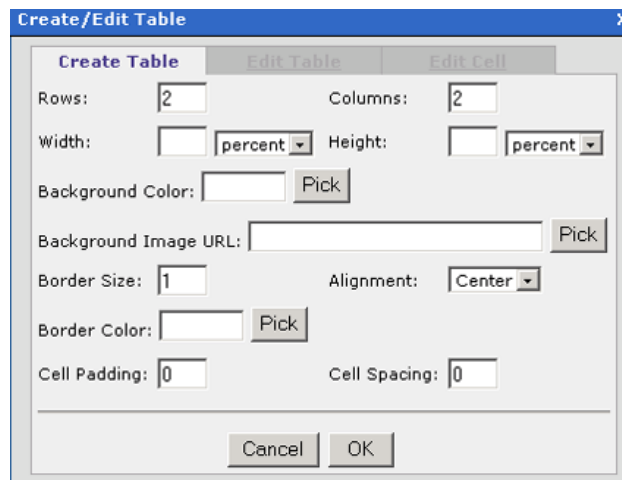 Create/Edit Table X
Create Table Edit Table Edit Cell
Rows: 2 Columns: 2
Width: percent Height: percent
Background Color: Pick
Background Image URL: Pick
Border Size: 1 Alignment: Center
Border Color: Pick
Cell Padding: 0 Cell Spacing: 0
Cancel OK